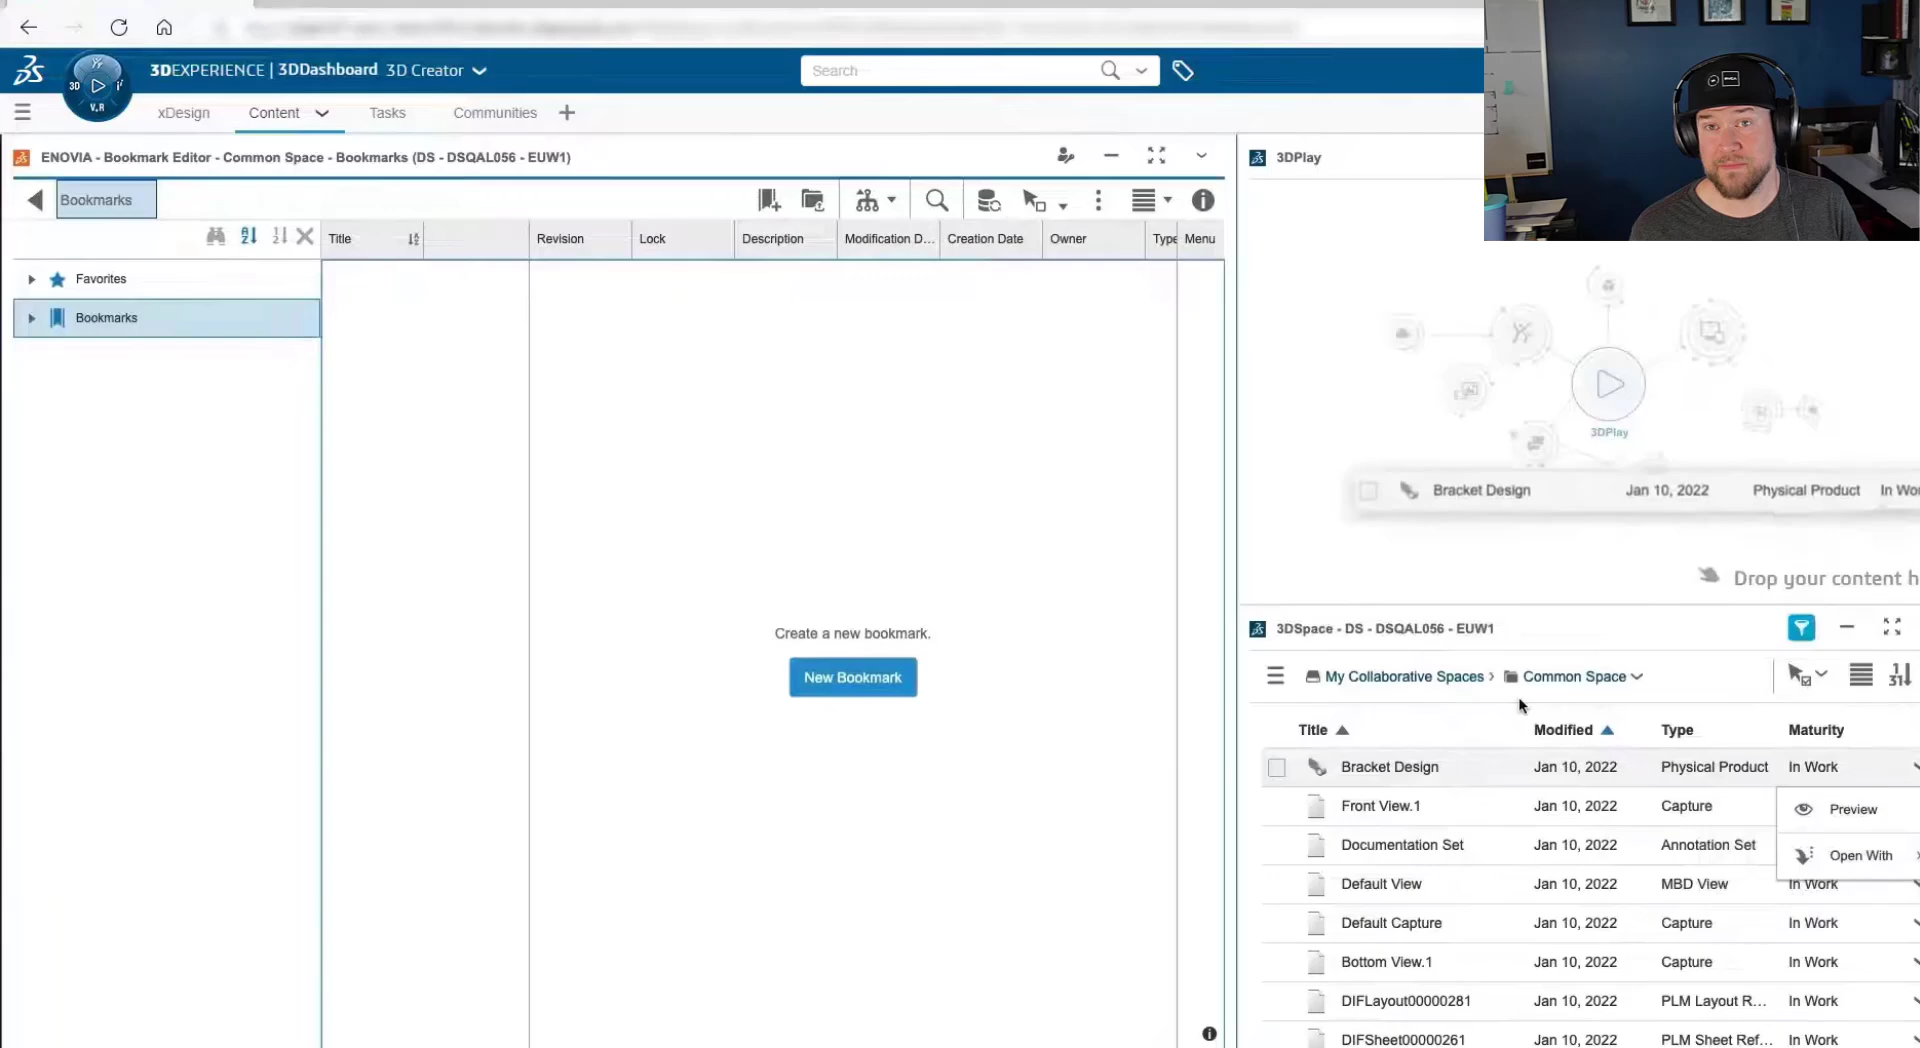 3DEXPERIENCE | 3DDashboard 3D Creator
Search
3D
V.R
xDesign Content Tasks Communities
ENOVIA - Bookmark Editor - Common Space - Bookmarks (DS - DSQAL056 - EUW1)
Bookmarks
Title Revision Lock Description Modification D... Creation Date Owner Type Menu
Favorites
Bookmarks
Create a new bookmark.
New Bookmark
3DPlay
3DPlay
Bracket Design Jan 10, 2022 Physical Product In Wo
Drop your content h
3DSpace - DS - DSQAL056 - EUW1
My Collaborative Spaces › Common Space
Title Modified Type Maturity
Bracket Design Jan 10, 2022 Physical Product In Work
Front View.1 Jan 10, 2022 Capture
Preview
Documentation Set Jan 10, 2022 Annotation Set
Open With
Default View Jan 10, 2022 MBD View In Work
Default Capture Jan 10, 2022 Capture In Work
Bottom View.1 Jan 10, 2022 Capture In Work
DIFLayout00000281 Jan 10, 2022 PLM Layout R... In Work
DIFSheet00000261 Jan 10, 2022 PLM Sheet Ref... In Work